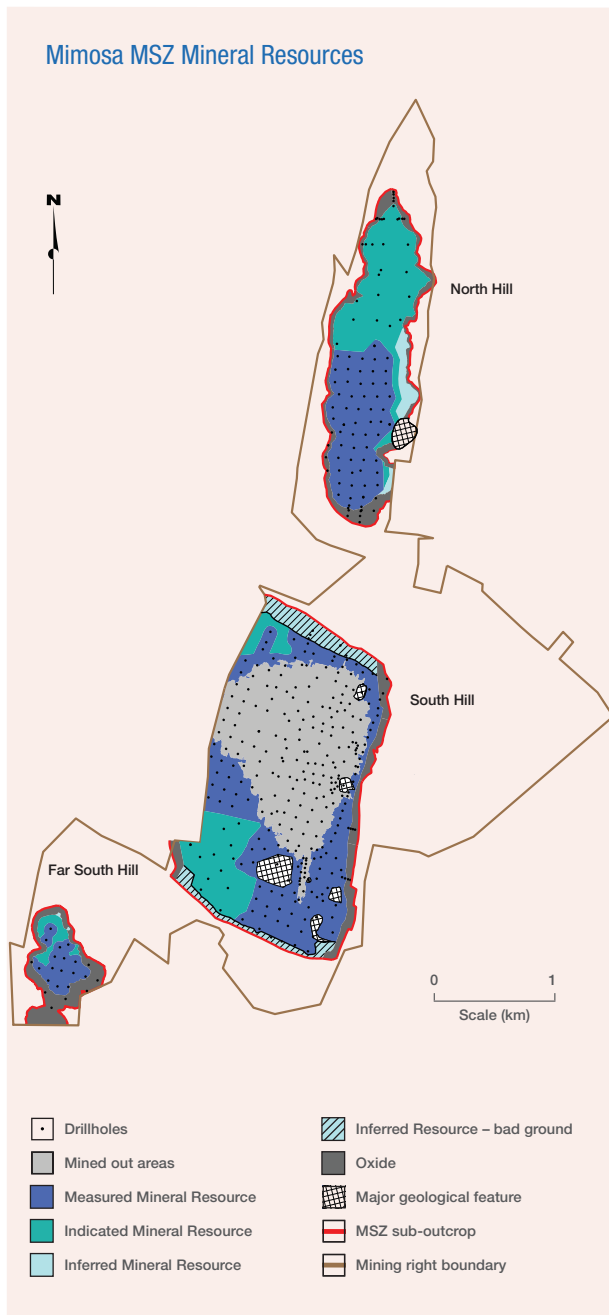 Mimosa MSZ Mineral Resources
N
North Hill
South Hill
Far South Hill
0 1
Scale (km)
Drillholes
Mined out areas
Measured Mineral Resource
Indicated Mineral Resource
Inferred Mineral Resource
Inferred Resource – bad ground
Oxide
Major geological feature
MSZ sub-outcrop
Mining right boundary